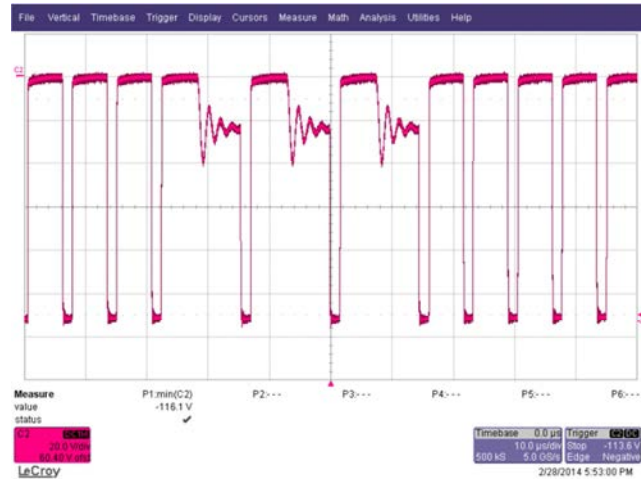 File Vertical Timebase Trigger Display Cursors Measure Math Analysis Utilities Help
C2
Measure P1:min(C2) P2:--- P3:--- P4:--- P5:--- P6:---
value -116.1 V
status
C2 DC1M
20.0 V/div
60.40 V ofst
Timebase 0.0 µs
10.0 µs/div
500 kS 5.0 GS/s
Trigger C2 DC
Stop -113.6 V
Edge Negative
LeCroy
2/28/2014 5:53:00 PM